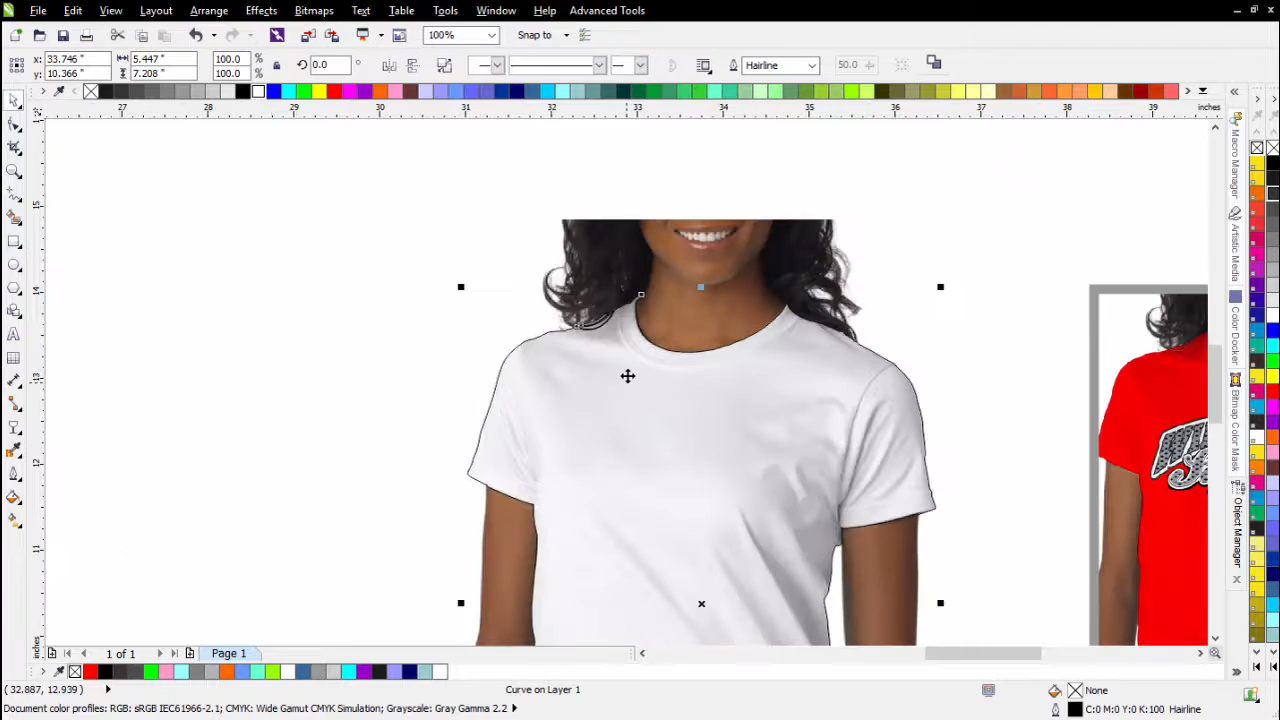 File Edit View Layout Arrange Effects Bitmaps Text Table Tools Window Help Advanced Tools
100% Snap to
x: 33.746 " 5.447 " 100.0 % 0.0 ° Hairline 50.0
y: 10.366 " 7.208 " 100.0 %
27 28 29 30 31 32 33 34 35 36 37 38 39 inches
15
14
13
12
11
inches
Macro Manager
Artistic Media
Color Docker
Bitmap Color Mask
Object Manager
1 of 1 Page 1
(32.887, 12.939) Curve on Layer 1 None
Document color profiles: RGB: sRGB IEC61966-2.1; CMYK: Wide Gamut CMYK Simulation; Grayscale: Gray Gamma 2.2 C:0 M:0 Y:0 K:100 Hairline